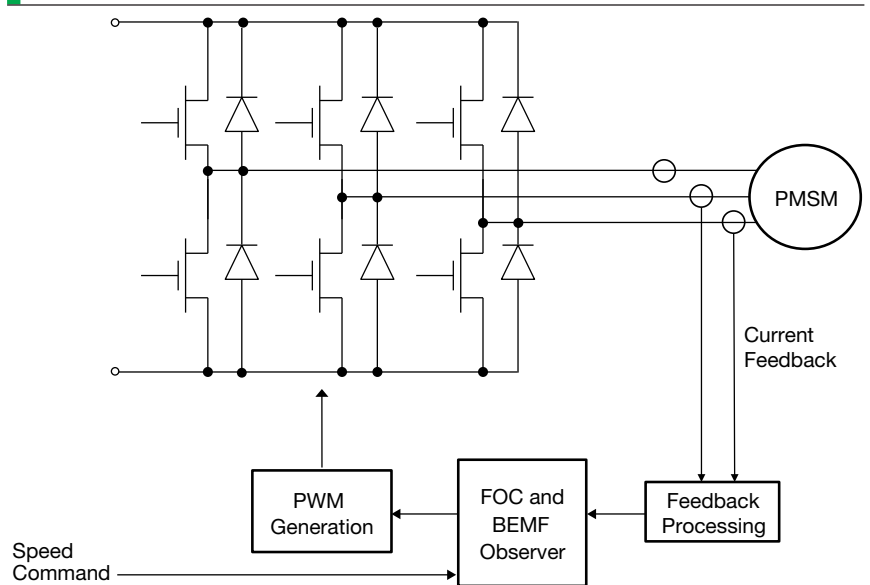 PMSM
Current
Feedback
PWM
Generation
FOC and
BEMF
Observer
Feedback
Processing
Speed
Command